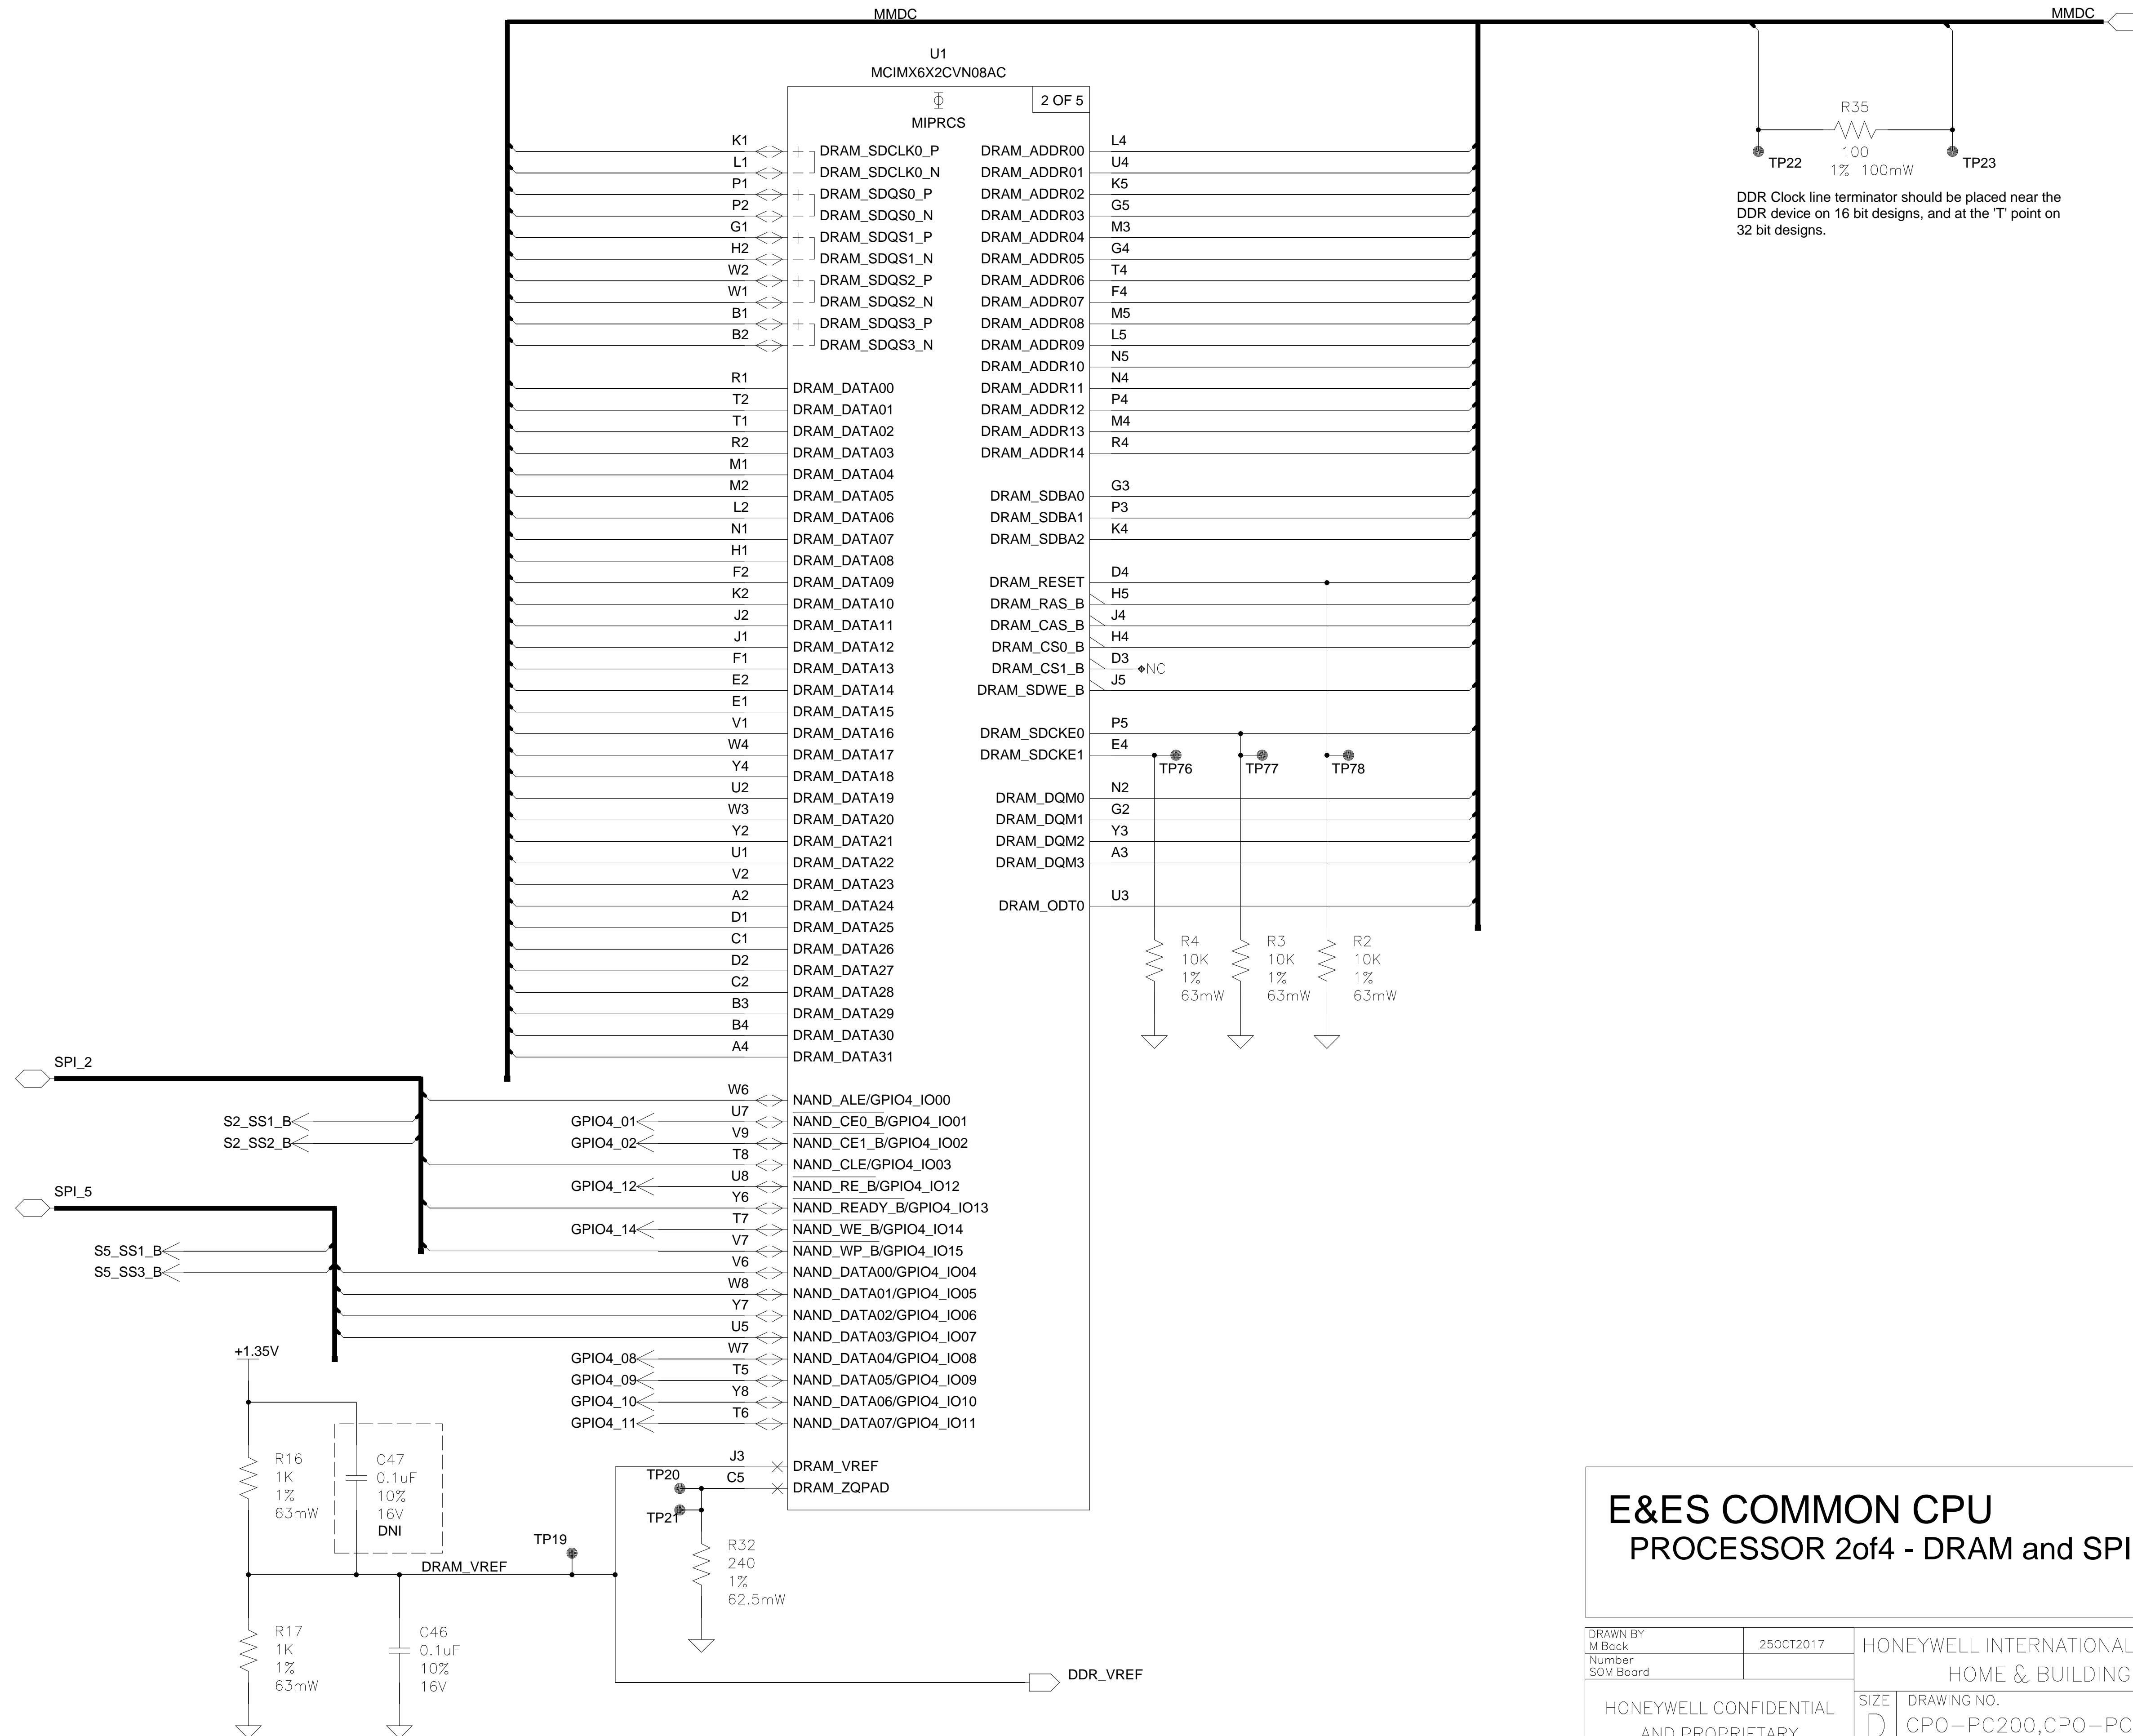 MMDC
MMDC
U1
MCIMX6X2CVN08AC
2 OF 5
MIPRCS
K1 DRAM_SDCLK0_P
L1 DRAM_SDCLK0_N
P1 DRAM_SDQS0_P
P2 DRAM_SDQS0_N
G1 DRAM_SDQS1_P
H2 DRAM_SDQS1_N
W2 DRAM_SDQS2_P
W1 DRAM_SDQS2_N
B1 DRAM_SDQS3_P
B2 DRAM_SDQS3_N
R1 DRAM_DATA00
T2 DRAM_DATA01
T1 DRAM_DATA02
R2 DRAM_DATA03
M1 DRAM_DATA04
M2 DRAM_DATA05
L2 DRAM_DATA06
N1 DRAM_DATA07
H1 DRAM_DATA08
F2 DRAM_DATA09
K2 DRAM_DATA10
J2 DRAM_DATA11
J1 DRAM_DATA12
F1 DRAM_DATA13
E2 DRAM_DATA14
E1 DRAM_DATA15
V1 DRAM_DATA16
W4 DRAM_DATA17
Y4 DRAM_DATA18
U2 DRAM_DATA19
W3 DRAM_DATA20
Y2 DRAM_DATA21
U1 DRAM_DATA22
V2 DRAM_DATA23
A2 DRAM_DATA24
D1 DRAM_DATA25
C1 DRAM_DATA26
D2 DRAM_DATA27
C2 DRAM_DATA28
B3 DRAM_DATA29
B4 DRAM_DATA30
A4 DRAM_DATA31
DRAM_ADDR00 L4
DRAM_ADDR01 U4
DRAM_ADDR02 K5
DRAM_ADDR03 G5
DRAM_ADDR04 M3
DRAM_ADDR05 G4
DRAM_ADDR06 T4
DRAM_ADDR07 F4
DRAM_ADDR08 M5
DRAM_ADDR09 L5
DRAM_ADDR10 N5
DRAM_ADDR11 N4
DRAM_ADDR12 P4
DRAM_ADDR13 M4
DRAM_ADDR14 R4
DRAM_SDBA0 G3
DRAM_SDBA1 P3
DRAM_SDBA2 K4
DRAM_RESET D4
DRAM_RAS_B H5
DRAM_CAS_B J4
DRAM_CS0_B H4
DRAM_CS1_B D3 NC
DRAM_SDWE_B J5
DRAM_SDCKE0 P5
DRAM_SDCKE1 E4
TP76
TP77
TP78
DRAM_DQM0 N2
DRAM_DQM1 G2
DRAM_DQM2 Y3
DRAM_DQM3 A3
DRAM_ODT0 U3
R4
10K
1%
63mW
R3
10K
1%
63mW
R2
10K
1%
63mW
R35
100
1% 100mW
TP22
TP23
DDR Clock line terminator should be placed near the
DDR device on 16 bit designs, and at the 'T' point on
32 bit designs.
SPI_2
S2_SS1_B
S2_SS2_B
SPI_5
S5_SS1_B
S5_SS3_B
W6 NAND_ALE/GPIO4_IO00
GPIO4_01 U7 NAND_CE0_B/GPIO4_IO01
GPIO4_02 V9 NAND_CE1_B/GPIO4_IO02
T8 NAND_CLE/GPIO4_IO03
GPIO4_12 U8 NAND_RE_B/GPIO4_IO12
Y6 NAND_READY_B/GPIO4_IO13
GPIO4_14 T7 NAND_WE_B/GPIO4_IO14
V7 NAND_WP_B/GPIO4_IO15
V6 NAND_DATA00/GPIO4_IO04
W8 NAND_DATA01/GPIO4_IO05
Y7 NAND_DATA02/GPIO4_IO06
U5 NAND_DATA03/GPIO4_IO07
GPIO4_08 W7 NAND_DATA04/GPIO4_IO08
GPIO4_09 T5 NAND_DATA05/GPIO4_IO09
GPIO4_10 Y8 NAND_DATA06/GPIO4_IO10
GPIO4_11 T6 NAND_DATA07/GPIO4_IO11
J3 DRAM_VREF
C5 DRAM_ZQPAD
TP20
TP21
R32
240
1%
62.5mW
+1.35V
R16
1K
1%
63mW
C47
0.1uF
10%
16V
DNI
TP19
DRAM_VREF
R17
1K
1%
63mW
C46
0.1uF
10%
16V
DDR_VREF
E&ES COMMON CPU
PROCESSOR 2of4 - DRAM and SPI
DRAWN BY
M Back
25OCT2017
Number
SOM Board
HONEYWELL INTERNATIONAL
HOME & BUILDING
HONEYWELL CONFIDENTIAL
AND PROPRIETARY
SIZE
D
DRAWING NO.
CPO-PC200,CPO-PC